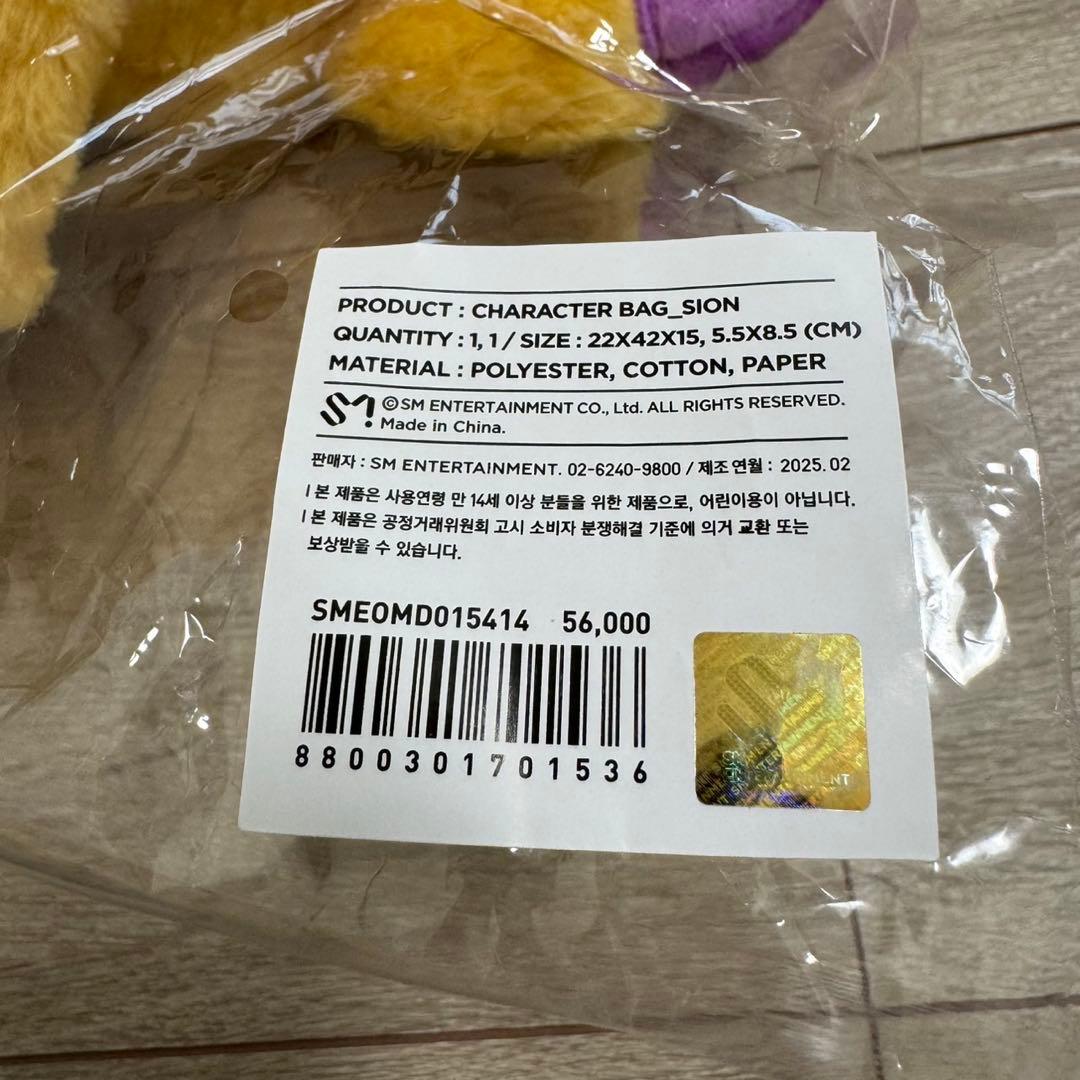 PRODUCT : CHARACTER BAG_SION
QUANTITY : 1, 1 / SIZE : 22X42X15, 5.5X8.5 (CM)
MATERIAL : POLYESTER, COTTON, PAPER
SM ©SM ENTERTAINMENT CO., Ltd. ALL RIGHTS RESERVED.
Made in China.
판매자 : SM ENTERTAINMENT. 02-6240-9800 / 제조 연월 : 2025. 02
l 본 제품은 사용연령 만 14세 이상 분들을 위한 제품으로, 어린이용이 아닙니다.
l 본 제품은 공정거래위원회 고시 소비자 분쟁해결 기준에 의거 교환 또는
보상받을 수 있습니다.
SMEOMD015414 56,000
8800301701536